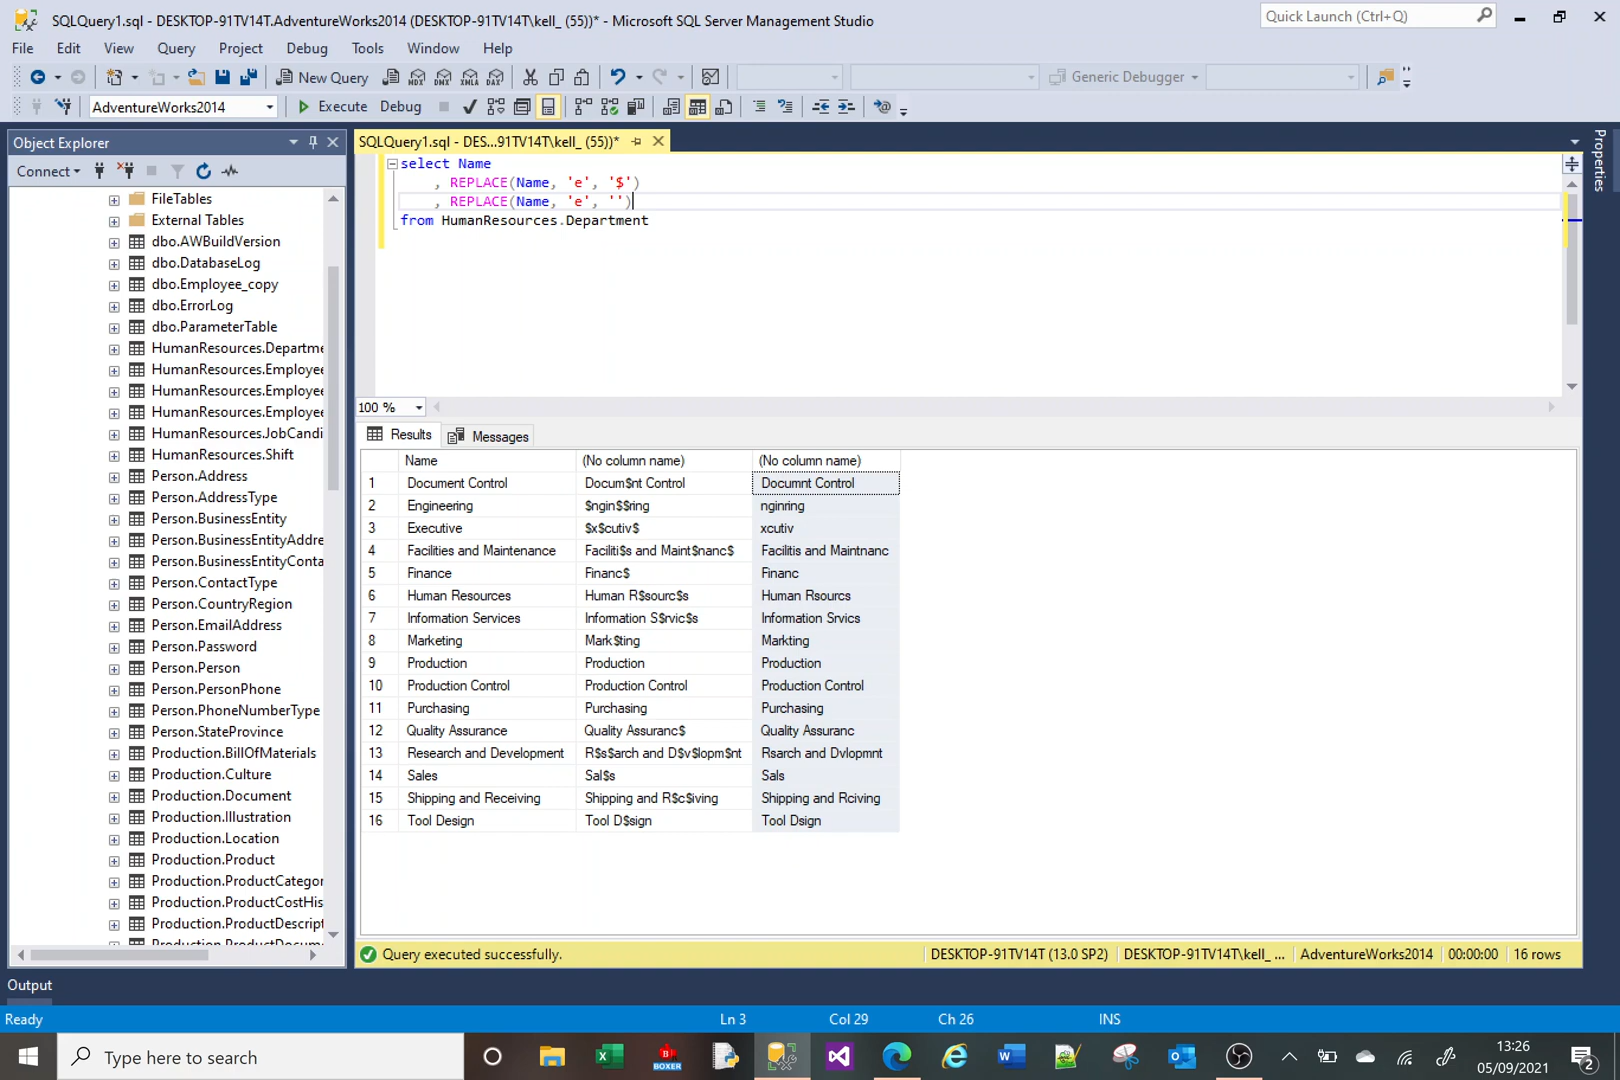 SQLQuery1.sql - DESKTOP-91TV14T.AdventureWorks2014 (DESKTOP-91TV14T\kell_ (55))* - Microsoft SQL Server Management Studio
Quick Launch (Ctrl+Q)
File Edit View Query Project Debug Tools Window Help
New Query MDX DMX XMLA DAX Generic Debugger
AdventureWorks2014 Execute Debug
Object Explorer
SQLQuery1.sql - DES...91TV14T\kell_ (55))*
Properties
Connect
FileTables
External Tables
dbo.AWBuildVersion
dbo.DatabaseLog
dbo.Employee_copy
dbo.ErrorLog
dbo.ParameterTable
HumanResources.Departme
HumanResources.Employee
HumanResources.Employee
HumanResources.Employee
HumanResources.JobCandi
HumanResources.Shift
Person.Address
Person.AddressType
Person.BusinessEntity
Person.BusinessEntityAddre
Person.BusinessEntityConta
Person.ContactType
Person.CountryRegion
Person.EmailAddress
Person.Password
Person.Person
Person.PersonPhone
Person.PhoneNumberType
Person.StateProvince
Production.BillOfMaterials
Production.Culture
Production.Document
Production.Illustration
Production.Location
Production.Product
Production.ProductCategor
Production.ProductCostHis
Production.ProductDescript
Production.ProductDocum
select Name
, REPLACE(Name, 'e', '$')
, REPLACE(Name, 'e', '')
from HumanResources.Department
100 %
Results Messages
Name (No column name) (No column name)
1 Document Control Docum$nt Control Documnt Control
2 Engineering $ngin$$ring nginring
3 Executive $x$cutiv$ xcutiv
4 Facilities and Maintenance Faciliti$s and Maint$nanc$ Facilitis and Maintnanc
5 Finance Financ$ Financ
6 Human Resources Human R$sourc$s Human Rsourcs
7 Information Services Information S$rvic$s Information Srvics
8 Marketing Mark$ting Markting
9 Production Production Production
10 Production Control Production Control Production Control
11 Purchasing Purchasing Purchasing
12 Quality Assurance Quality Assuranc$ Quality Assuranc
13 Research and Development R$s$arch and D$v$lopm$nt Rsarch and Dvlopmnt
14 Sales Sal$s Sals
15 Shipping and Receiving Shipping and R$c$iving Shipping and Rciving
16 Tool Design Tool D$sign Tool Dsign
Query executed successfully. DESKTOP-91TV14T (13.0 SP2) DESKTOP-91TV14T\kell_ ... AdventureWorks2014 00:00:00 16 rows
Output
Ready Ln 3 Col 29 Ch 26 INS
Type here to search
BOXER
13:26
05/09/2021
2